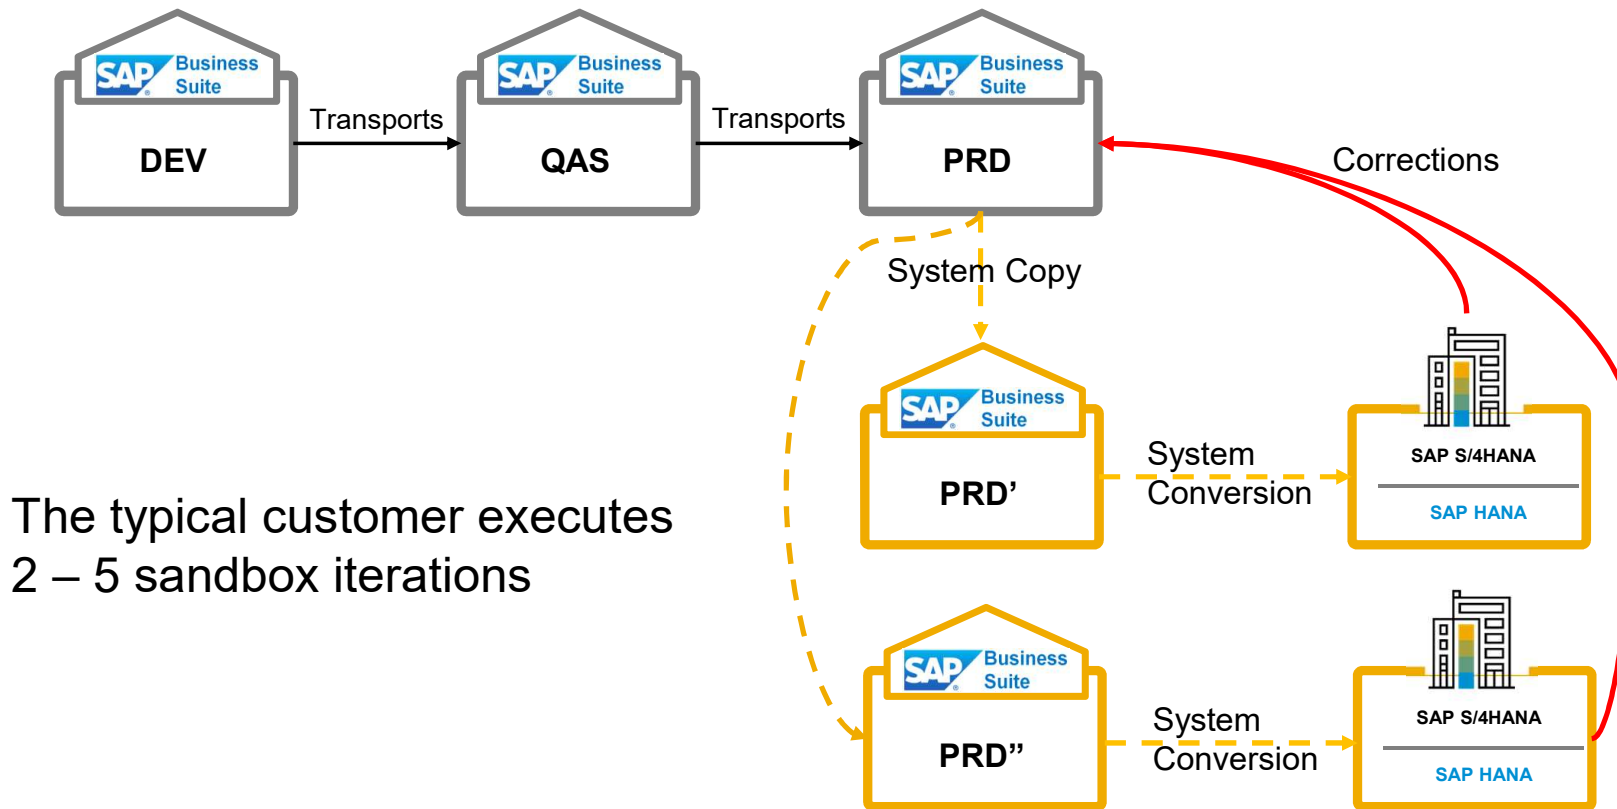 SAP Business
Suite
SAP Business
Suite
SAP Business
Suite
Transports
Transports
DEV
QAS
PRD
Corrections
System Copy
SAP Business
Suite
PRD’
System
Conversion
SAP S/4HANA
SAP HANA
The typical customer executes
2 – 5 sandbox iterations
SAP Business
Suite
PRD”
System
Conversion
SAP S/4HANA
SAP HANA